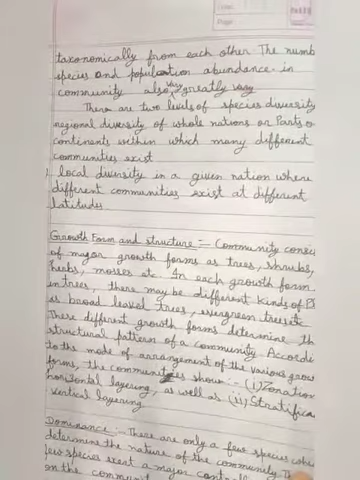 Page
taxonomically from each other. The numb
species and population abundance in
community also vary greatly vary
There are two levels of species diversity
regional diversity of whole nations or Parts o
continents within which many different
communities exist
local diversity in a given nation where
different communities exist at different
latitudes
Growth Form and structure :- Community consis
of major growth forms as trees, shrubs,
herbs, mosses etc. In each growth form
in trees, there may be different kinds of P
as broad leaved trees, evergreen trees etc
These different growth forms determine th
structural pattern of a community Accordi
to the mode of arrangement of the various grow
forms, the communities shown :- (i) Zonation
horizontal layering, as well as (ii) Stratifica
vertical layering
Dominance :- There are only a few species whic
determine the nature of the community. Th
few species exert a major contr
on the commun